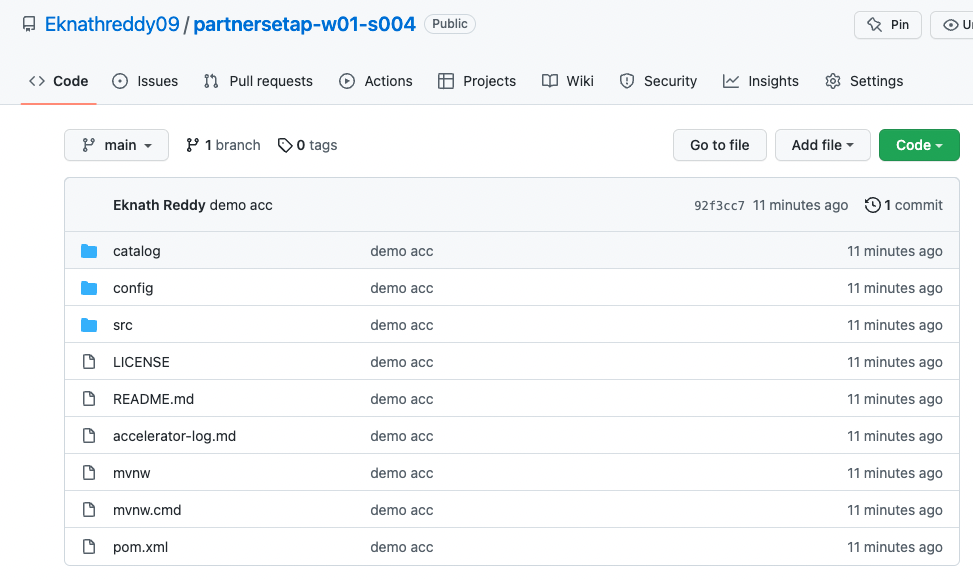 Eknathreddy09 / partnersetap-w01-s004 Public Pin
Code Issues Pull requests Actions Projects Wiki Security Insights Settings
main 1 branch 0 tags Go to file Add file Code
Eknath Reddy demo acc 92f3cc7 11 minutes ago 1 commit
catalog demo acc 11 minutes ago
config demo acc 11 minutes ago
src demo acc 11 minutes ago
LICENSE demo acc 11 minutes ago
README.md demo acc 11 minutes ago
accelerator-log.md demo acc 11 minutes ago
mvnw demo acc 11 minutes ago
mvnw.cmd demo acc 11 minutes ago
pom.xml demo acc 11 minutes ago